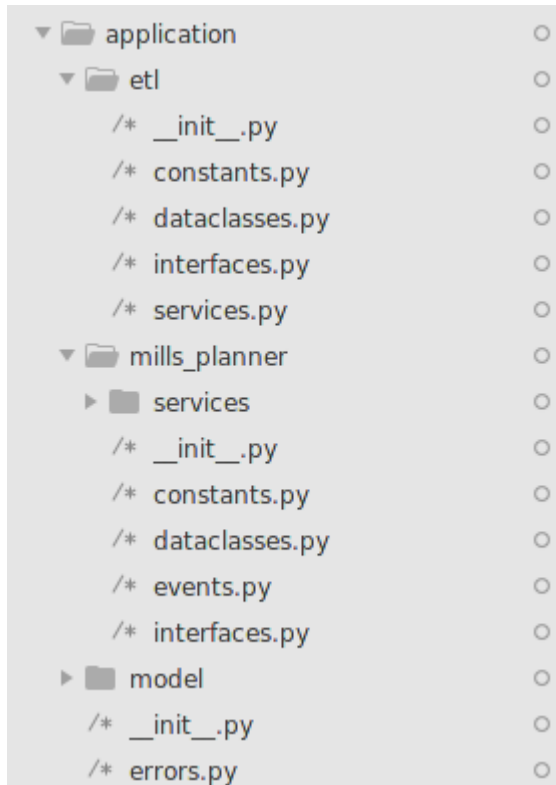 application
etl
/* __init__.py
/* constants.py
/* dataclasses.py
/* interfaces.py
/* services.py
mills_planner
services
/* __init__.py
/* constants.py
/* dataclasses.py
/* events.py
/* interfaces.py
model
/* __init__.py
/* errors.py